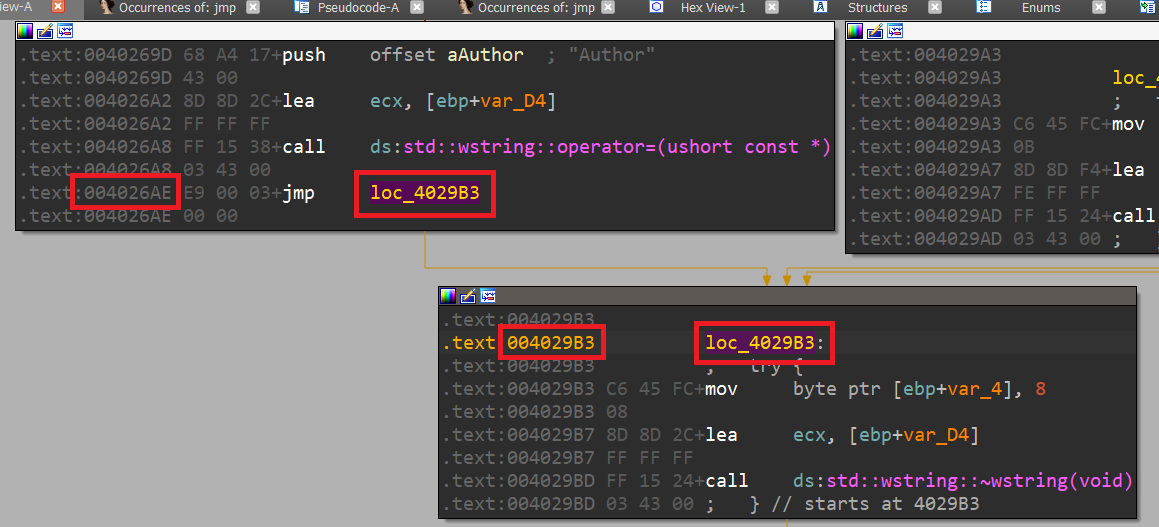 iew-A
Occurrences of: jmp
Pseudocode-A
Occurrences of: jmp
Hex View-1
Structures
Enums
.text:0040269D 68 A4 17+push offset aAuthor ; "Author"
.text:0040269D 43 00
.text:004026A2 8D 8D 2C+lea ecx, [ebp+var_D4]
.text:004026A2 FF FF FF
.text:004026A8 FF 15 38+call ds:std::wstring::operator=(ushort const *)
.text:004026A8 03 43 00
.text:004026AE E9 00 03+jmp loc_4029B3
.text:004026AE 00 00
.text:004029A3
.text:004029A3 loc_4
.text:004029A3 ; t
.text:004029A3 C6 45 FC+mov
.text:004029A3 0B
.text:004029A7 8D 8D F4+lea
.text:004029A7 FE FF FF
.text:004029AD FF 15 24+call
.text:004029AD 03 43 00 ; }
.text:004029B3
.text:004029B3 loc_4029B3:
.text:004029B3 ; try {
.text:004029B3 C6 45 FC+mov byte ptr [ebp+var_4], 8
.text:004029B3 08
.text:004029B7 8D 8D 2C+lea ecx, [ebp+var_D4]
.text:004029B7 FF FF FF
.text:004029BD FF 15 24+call ds:std::wstring::~wstring(void)
.text:004029BD 03 43 00 ; } // starts at 4029B3